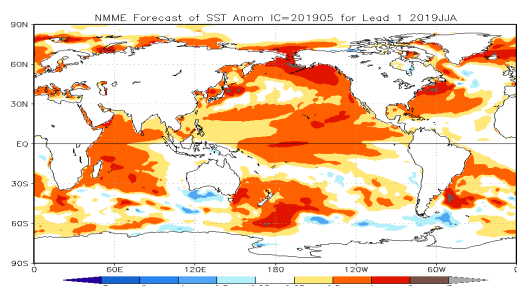 NMME Forecast of SST Anom IC=201905 for Lead 1 2019JJA
90N
60N
30N
EQ
30S
60S
90S
0 60E 120E 180 120W 60W 0